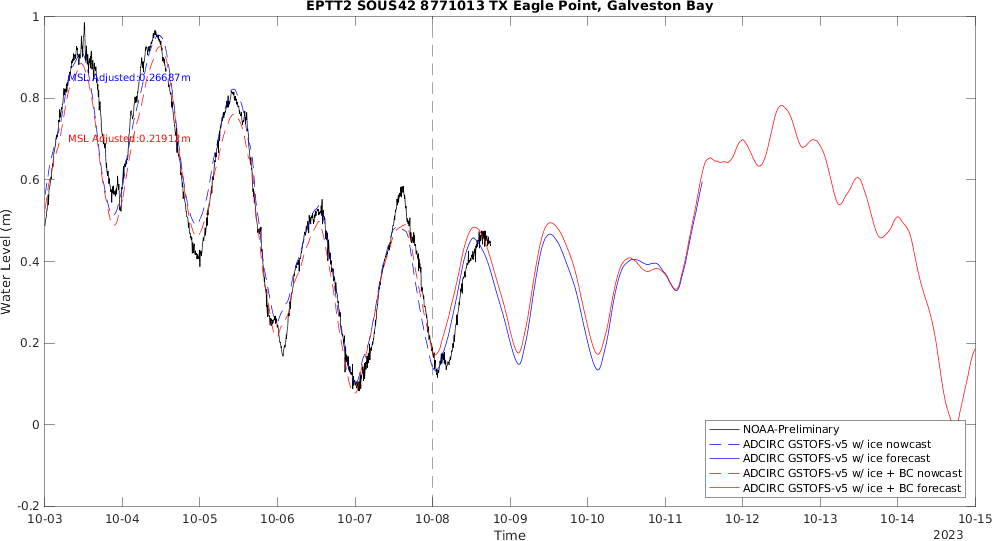 EPTT2 SOUS42 8771013 TX Eagle Point, Galveston Bay
1
0.8
0.6
0.4
0.2
0
-0.2
Water Level (m)
MSL Adjusted:0.26687m
MSL Adjusted:0.21912m
NOAA-Preliminary
ADCIRC GSTOFS-v5 w/ ice nowcast
ADCIRC GSTOFS-v5 w/ ice forecast
ADCIRC GSTOFS-v5 w/ ice + BC nowcast
ADCIRC GSTOFS-v5 w/ ice + BC forecast
10-03 10-04 10-05 10-06 10-07 10-08 10-09 10-10 10-11 10-12 10-13 10-14 10-15
Time
2023